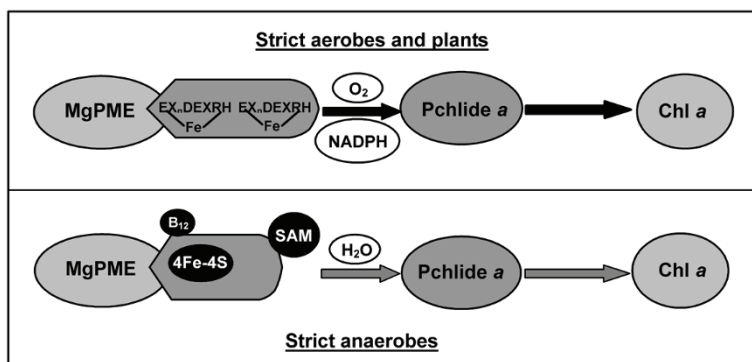 Strict aerobes and plants
MgPME
EXₙDEXRH EXₙDEXRH
Fe Fe
O₂
NADPH
Pchlide a
Chl a
B₁₂
SAM
MgPME
4Fe-4S
H₂O
Pchlide a
Chl a
Strict anaerobes